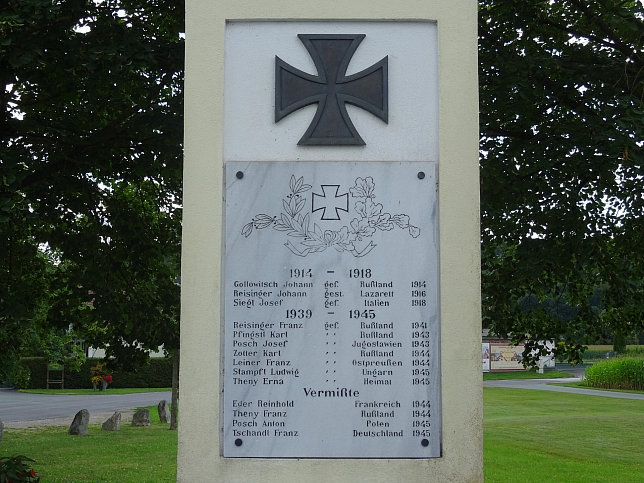 1914 - 1918
Gollowitsch Johann gef. Rußland 1914
Reisinger Johann gest. Lazarett 1916
Siegl Josef gef. Italien 1918
1939 - 1945
Reisinger Franz gef. Rußland 1941
Pfingstl Karl " Rußland 1943
Posch Josef " Jugoslawien 1943
Zotter Karl " Rußland 1944
Leiner Franz " Ostpreußen 1944
Stampfl Luis " Ungarn 1945
Theny Erna " Heimat 1945
Vermißte
Eder Reinhold Frankreich 1944
Theny Franz Rußland 1944
Posch Anton Polen 1945
Tschandl Franz Deutschland 1945